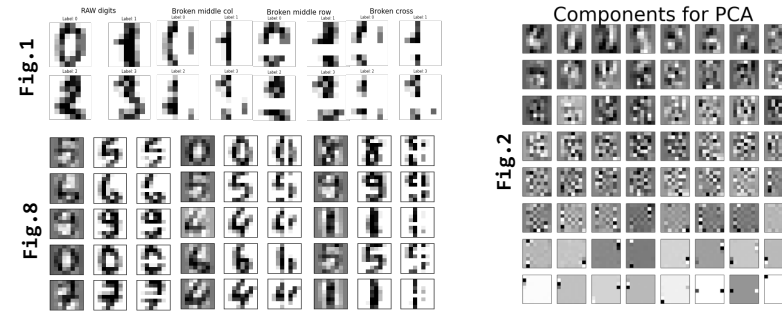 RAW digits
Broken middle col
Broken middle row
Broken cross
Label: 0
Label: 1
Label: 0
Label: 1
Label: 0
Label: 1
Label: 0
Label: 1
Label: 2
Label: 3
Label: 2
Label: 3
Label: 2
Label: 3
Label: 2
Label: 3
Fig.1
Fig.8
Components for PCA
Fig.2